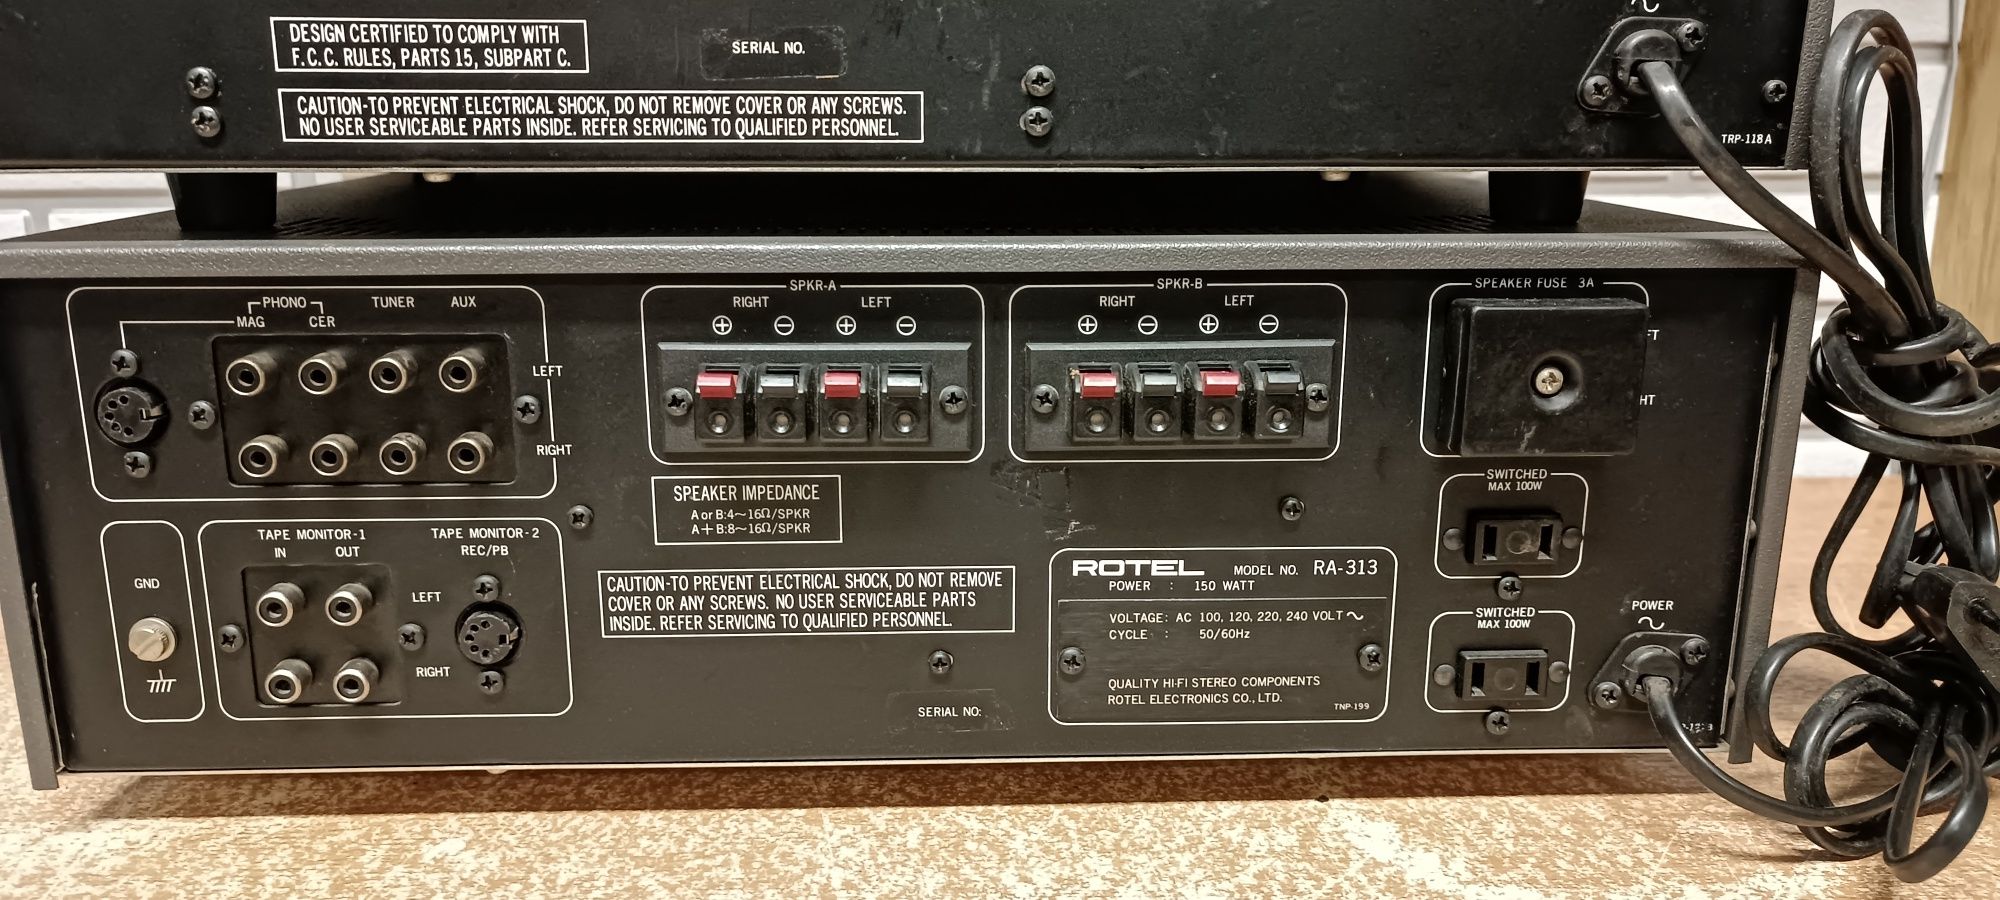 DESIGN CERTIFIED TO COMPLY WITH
F.C.C. RULES, PARTS 15, SUBPART C.
SERIAL NO.
CAUTION-TO PREVENT ELECTRICAL SHOCK, DO NOT REMOVE COVER OR ANY SCREWS.
NO USER SERVICEABLE PARTS INSIDE. REFER SERVICING TO QUALIFIED PERSONNEL.
TRP-118A
PHONO
TUNER
AUX
MAG
CER
LEFT
RIGHT
SPKR-A
RIGHT
LEFT
+ − + −
SPKR-B
RIGHT
LEFT
+ − + −
SPEAKER FUSE 3A
FT
HT
SPEAKER IMPEDANCE
A or B:4~16Ω/SPKR
A+B:8~16Ω/SPKR
SWITCHED
MAX 100W
GND
TAPE MONITOR-1
IN
OUT
LEFT
RIGHT
TAPE MONITOR-2
REC/PB
CAUTION-TO PREVENT ELECTRICAL SHOCK, DO NOT REMOVE
COVER OR ANY SCREWS. NO USER SERVICEABLE PARTS
INSIDE. REFER SERVICING TO QUALIFIED PERSONNEL.
SERIAL NO:
ROTEL MODEL NO. RA-313
POWER : 150 WATT
VOLTAGE: AC 100, 120, 220, 240 VOLT ~
CYCLE : 50/60Hz
QUALITY HI-FI STEREO COMPONENTS
ROTEL ELECTRONICS CO., LTD.
TNP-199
SWITCHED
MAX 100W
POWER
~